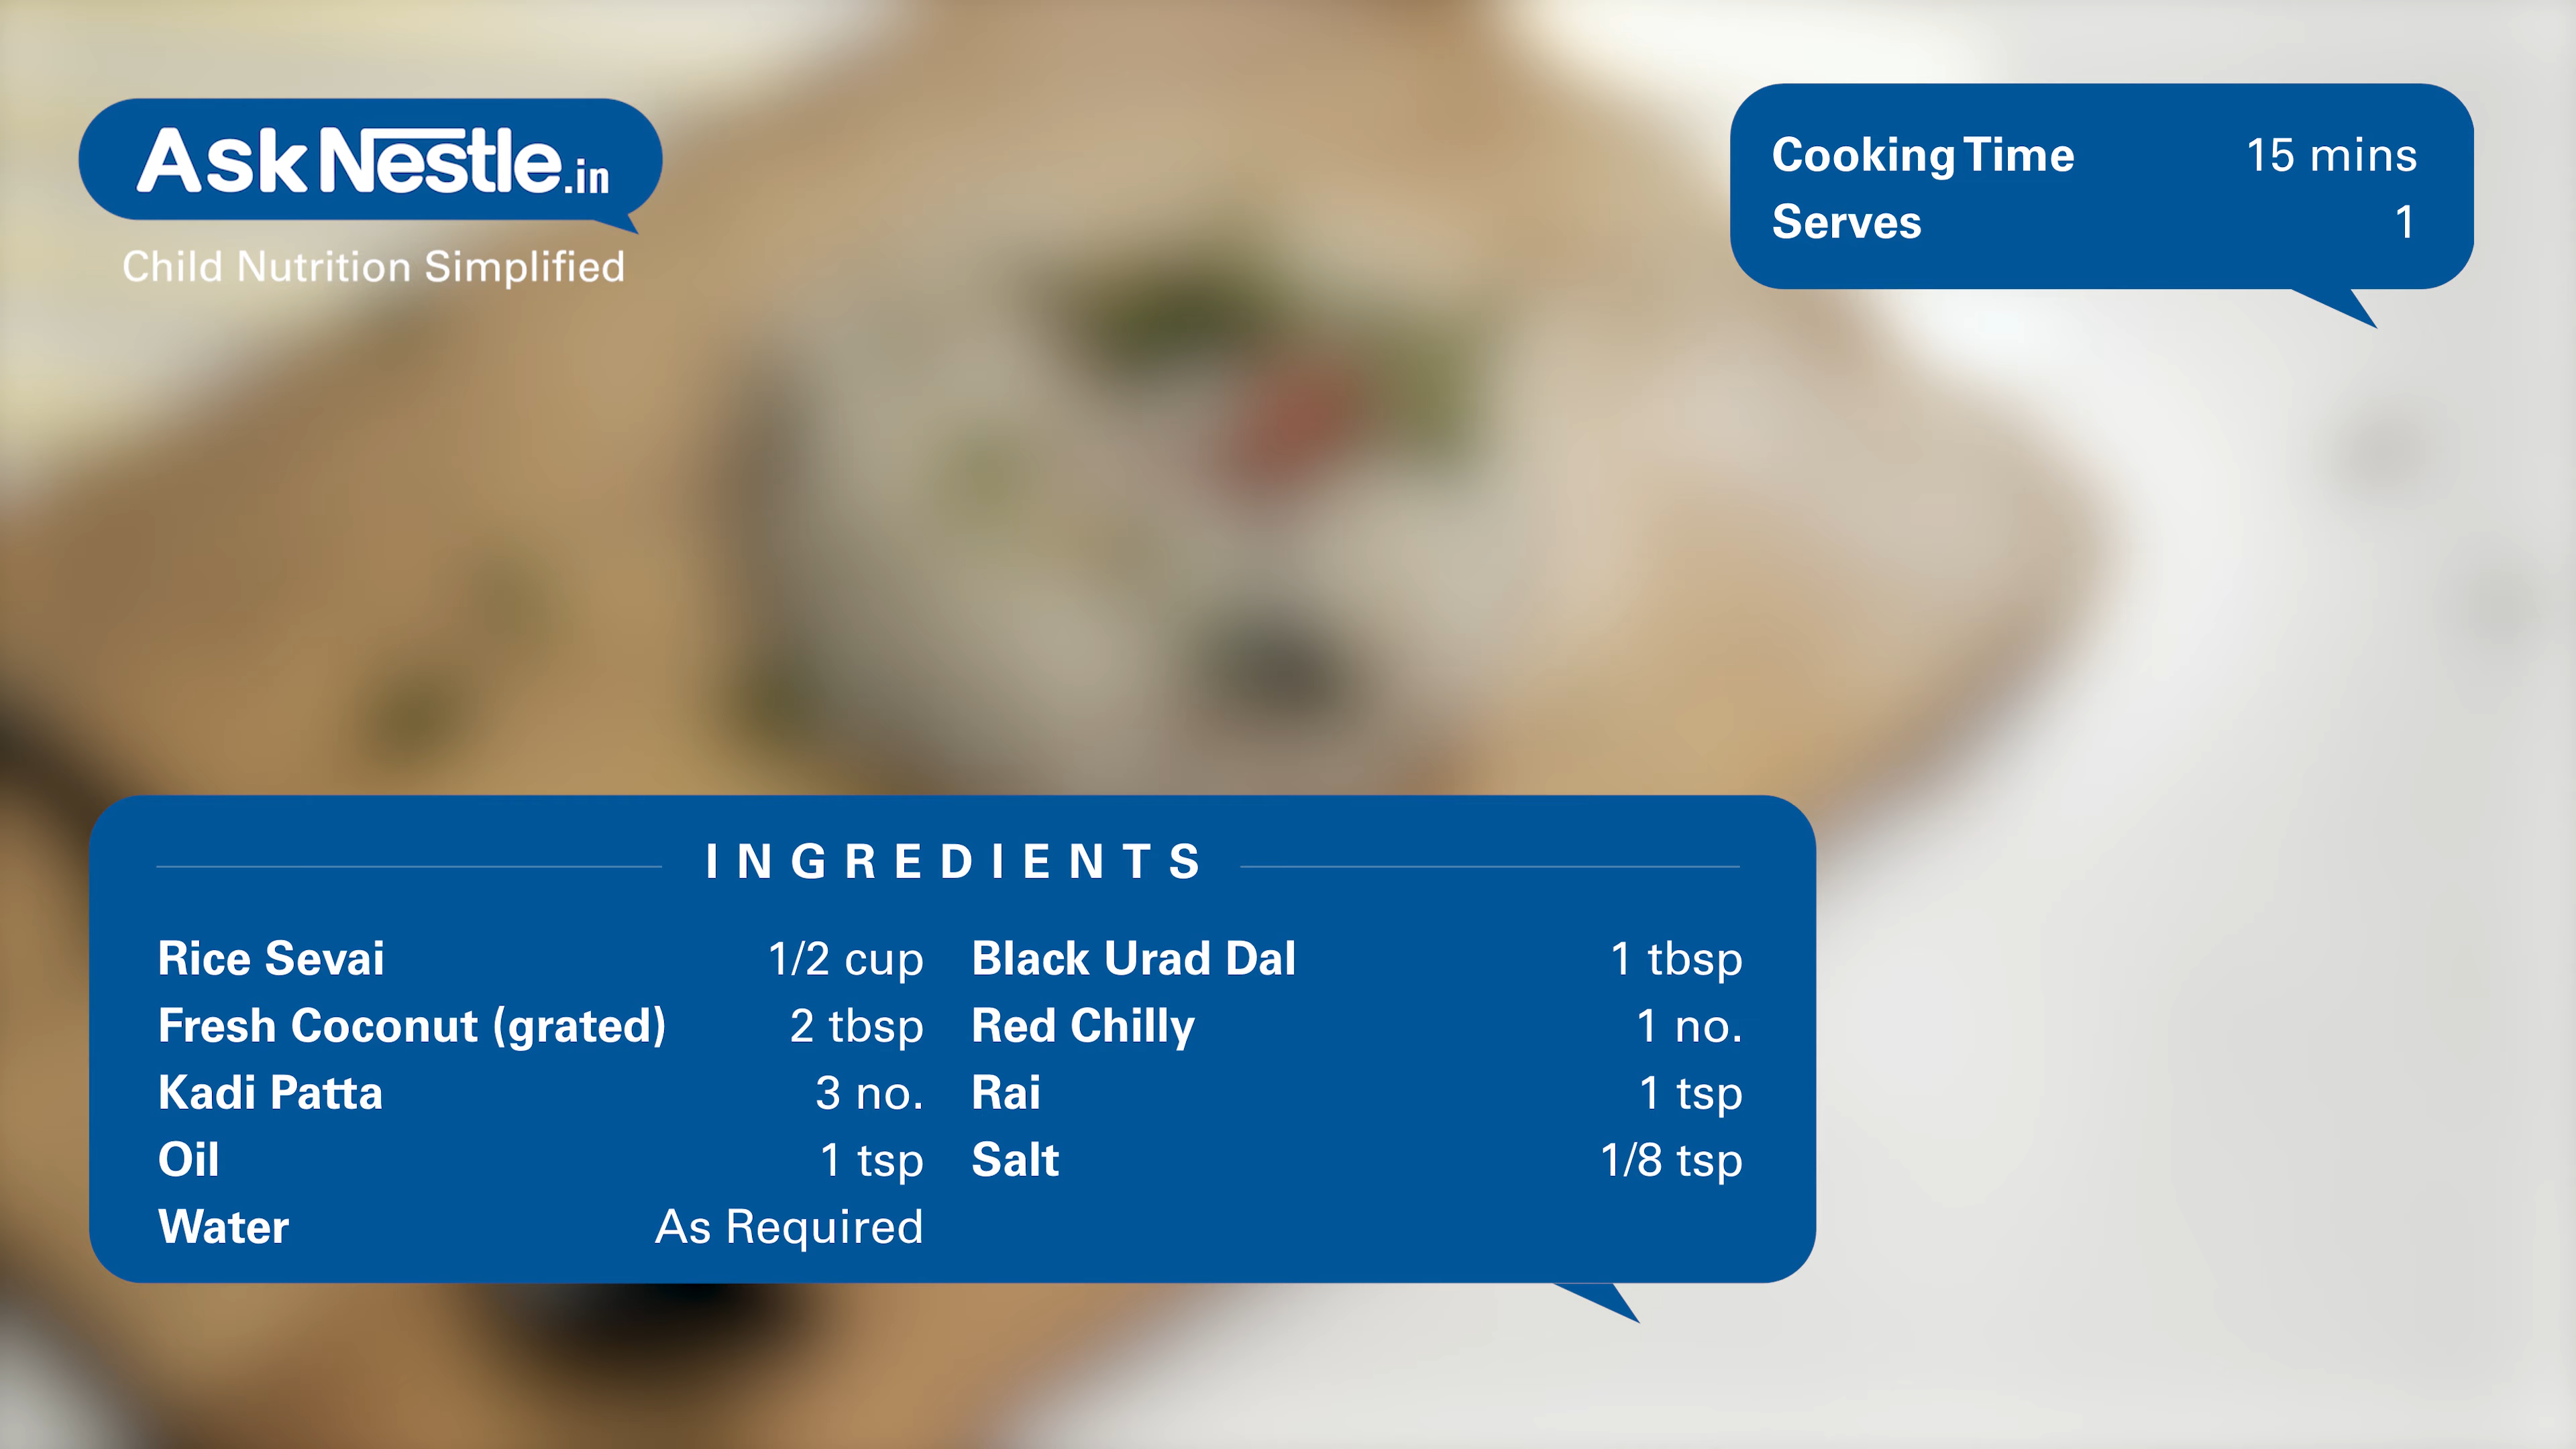 AskNestle.in
Child Nutrition Simplified
Cooking Time 15 mins
Serves 1
INGREDIENTS
Rice Sevai 1/2 cup Black Urad Dal 1 tbsp
Fresh Coconut (grated) 2 tbsp Red Chilly 1 no.
Kadi Patta 3 no. Rai 1 tsp
Oil 1 tsp Salt 1/8 tsp
Water As Required